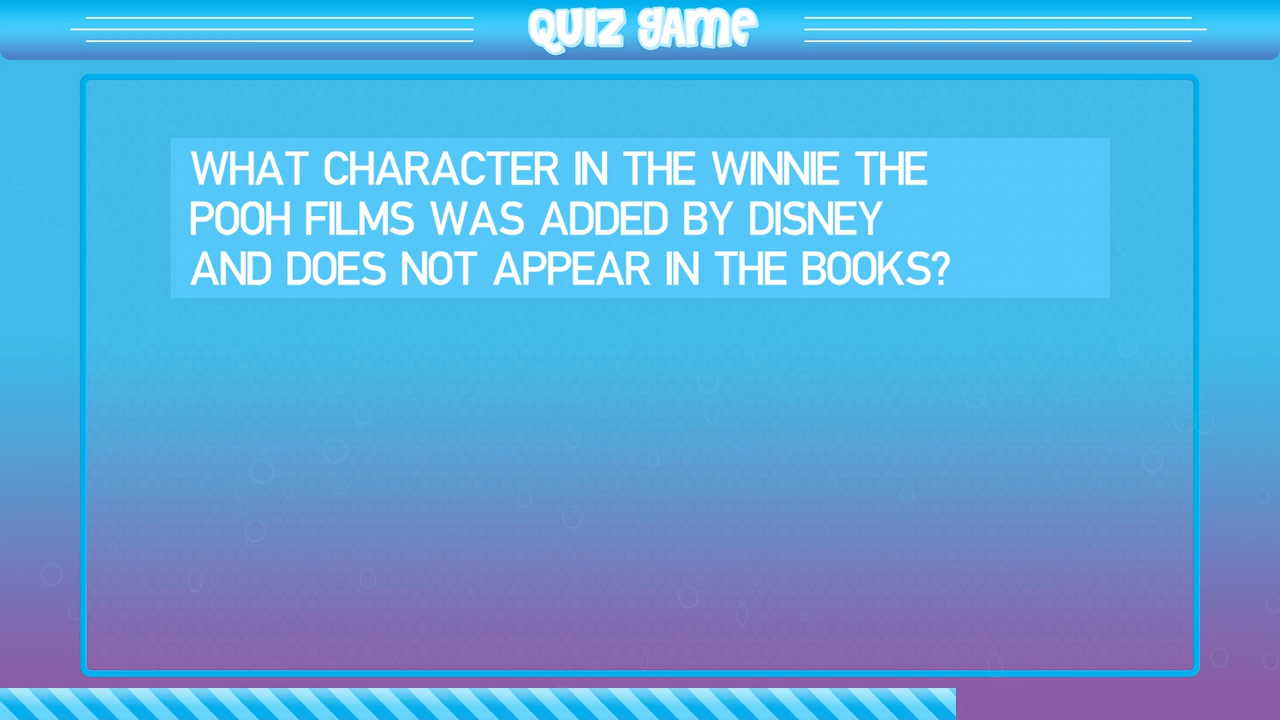 QUIZ GAME
WHAT CHARACTER IN THE WINNIE THE
POOH FILMS WAS ADDED BY DISNEY
AND DOES NOT APPEAR IN THE BOOKS?